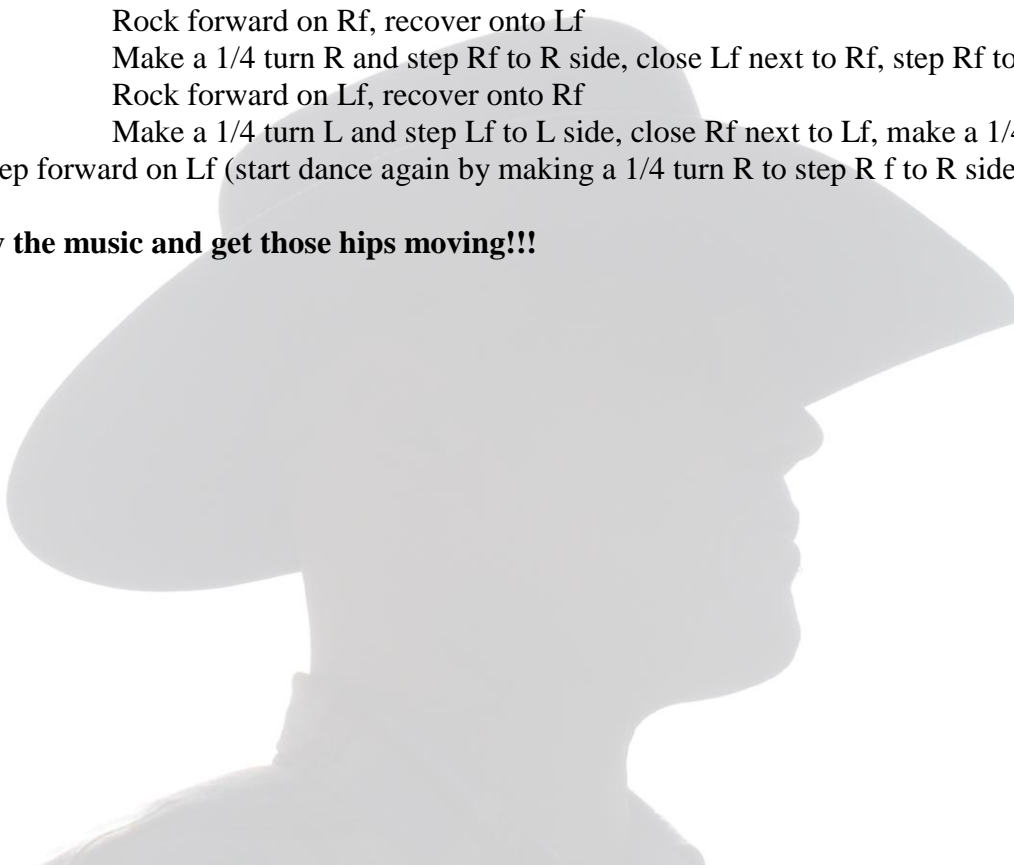 Rock forward on Rf, recover onto Lf
Make a 1/4 turn R and step Rf to R side, close Lf next to Rf, step Rf to
Rock forward on Lf, recover onto Rf
Make a 1/4 turn L and step Lf to L side, close Rf next to Lf, make a
forward on Lf (start dance again by making a 1/4 turn R to step R f to R side
the music and get those hips moving!!!